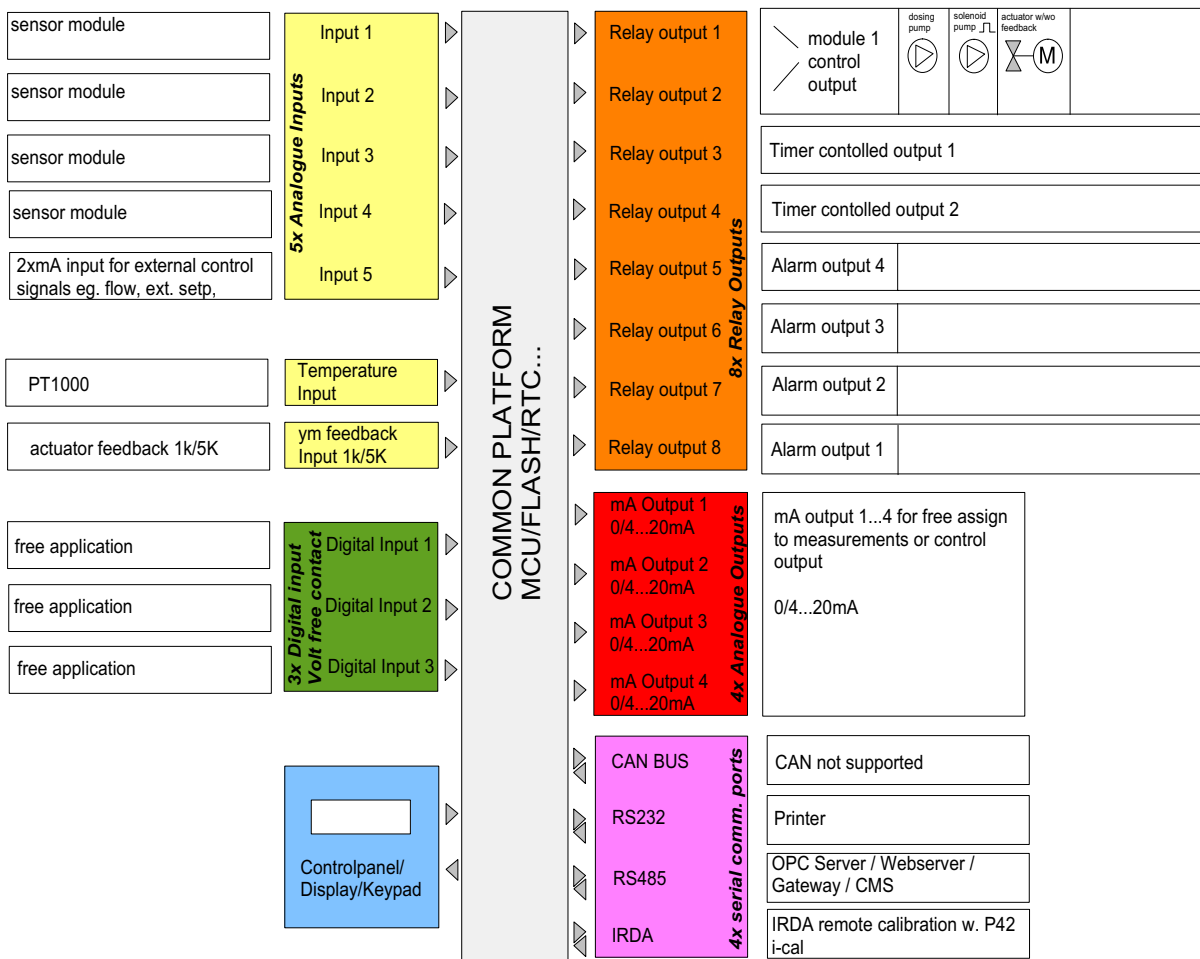 sensor module
sensor module
sensor module
sensor module
2xmA input for external control
signals eg. flow, ext. setp,
PT1000
actuator feedback 1k/5K
free application
free application
free application
5x Analogue Inputs
Input 1
Input 2
Input 3
Input 4
Input 5
Temperature
Input
ym feedback
Input 1k/5K
3x Digital input
Volt free contact
Digital Input 1
Digital Input 2
Digital Input 3
Controlpanel/
Display/Keypad
COMMON PLATFORM
MCU/FLASH/RTC...
Relay output 1
Relay output 2
Relay output 3
Relay output 4
Relay output 5
Relay output 6
Relay output 7
Relay output 8
8x Relay Outputs
mA Output 1
0/4...20mA
mA Output 2
0/4...20mA
mA Output 3
0/4...20mA
mA Output 4
0/4...20mA
4x Analogue Outputs
CAN BUS
RS232
RS485
IRDA
4x serial comm. ports
module 1
control
output
dosing
pump
solenoid
pump
actuator w/wo
feedback
M
Timer contolled output 1
Timer contolled output 2
Alarm output 4
Alarm output 3
Alarm output 2
Alarm output 1
mA output 1...4 for free assign
to measurements or control
output
0/4...20mA
CAN not supported
Printer
OPC Server / Webserver /
Gateway / CMS
IRDA remote calibration w. P42
i-cal